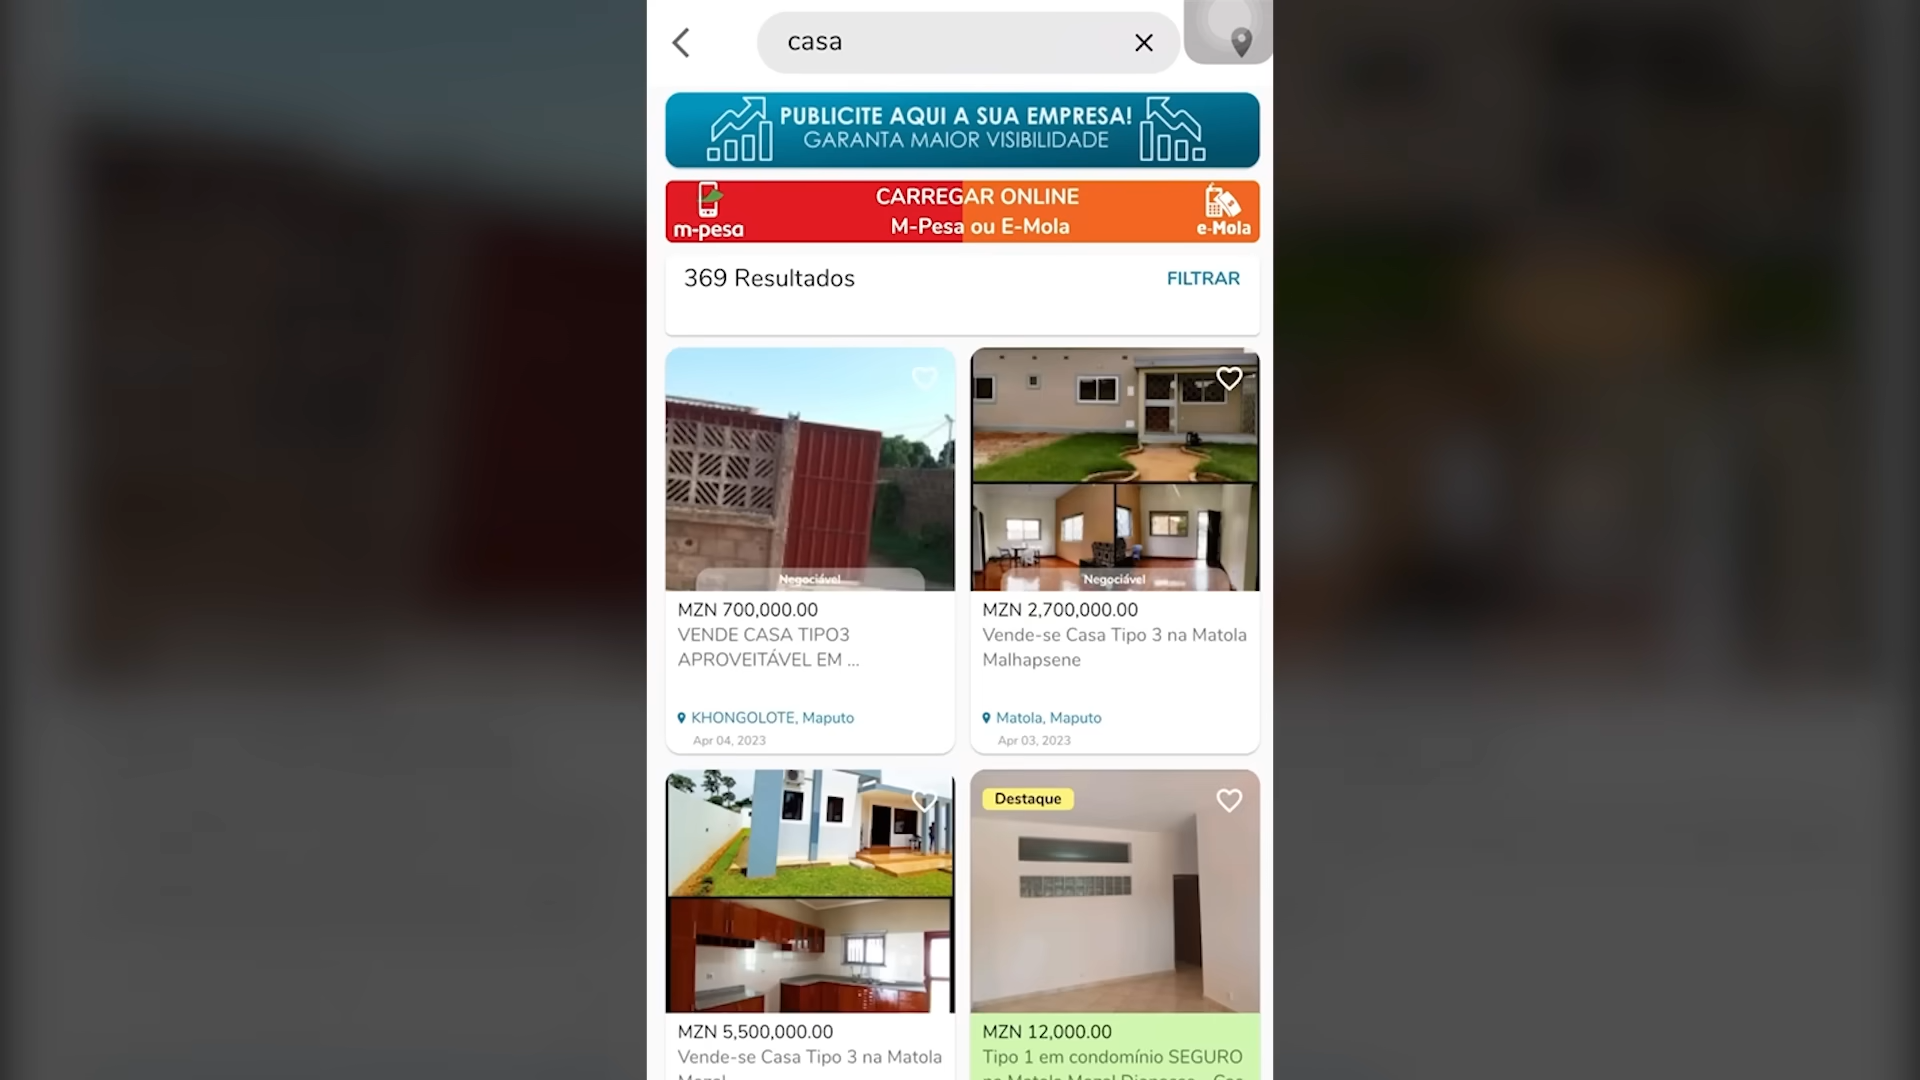 casa
PUBLICITE AQUI A SUA EMPRESA!
GARANTA MAIOR VISIBILIDADE
m-pesa
CARREGAR ONLINE
M-Pesa ou E-Mola
e-Mola
369 Resultados
FILTRAR
Negociável
MZN 700,000.00
VENDE CASA TIPO3
APROVEITÁVEL EM ...
KHONGOLOTE, Maputo
Apr 04, 2023
Negociável
MZN 2,700,000.00
Vende-se Casa Tipo 3 na Matola
Malhapsene
Matola, Maputo
Apr 03, 2023
MZN 5,500,000.00
Vende-se Casa Tipo 3 na Matola
Destaque
MZN 12,000.00
Tipo 1 em condomínio SEGURO